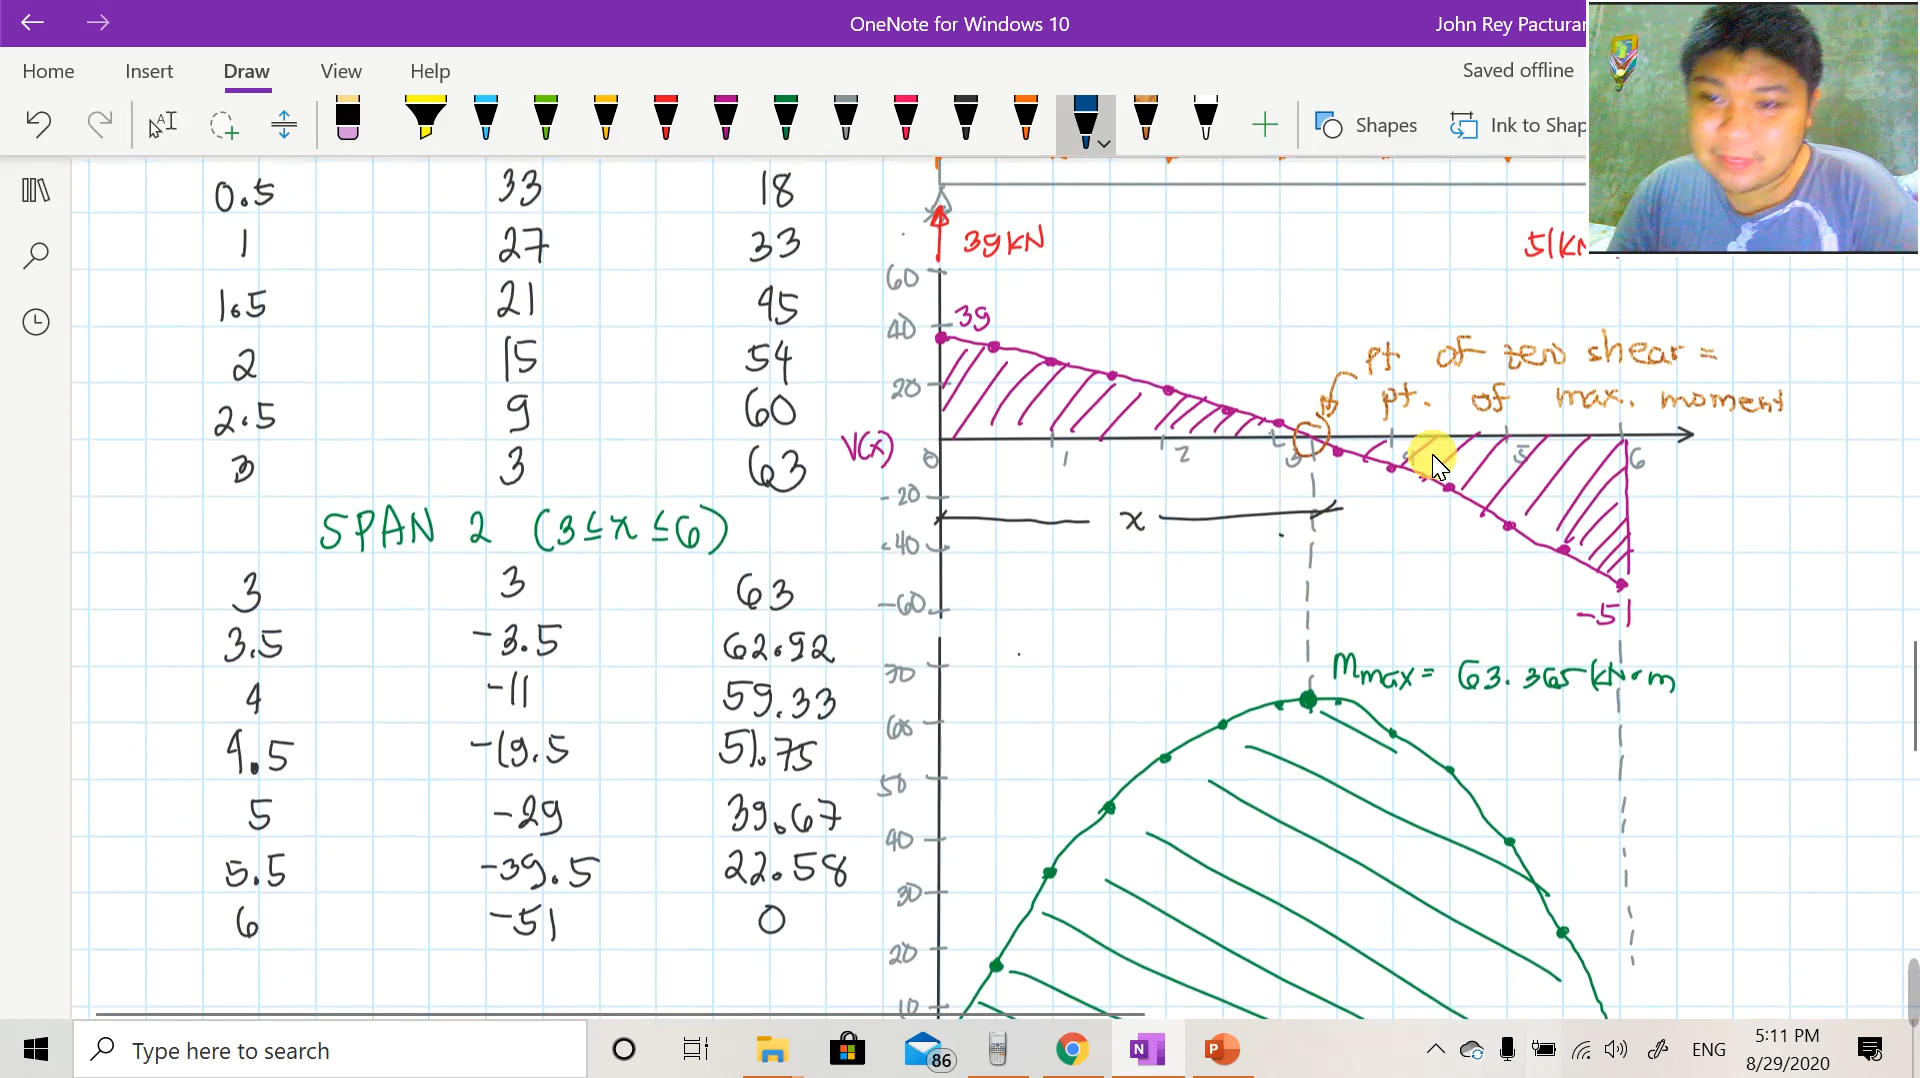 OneNote for Windows 10
John Rey Pactura
Home Insert Draw View Help
Saved offline
Shapes
Ink to Shap
0.5 33 18
1 27 33
1.5 21 45
2 15 54
2.5 9 60
3 3 63
SPAN 2 (3≤x≤6)
3 3 63
3.5 -3.5 62.92
4 -11 59.33
4.5 -19.5 51.75
5 -29 39.67
5.5 -39.5 22.58
6 -51 0
39kN
51k
60
40
20
-20
-40
-60
39
pt of zero shear =
pt. of max. moment
V(x)
0 1 2 3 5 6
x
-51
Mmax = 63.365 kN·m
70
60
50
40
30
20
10
Type here to search
86
ENG
5:11 PM
8/29/2020